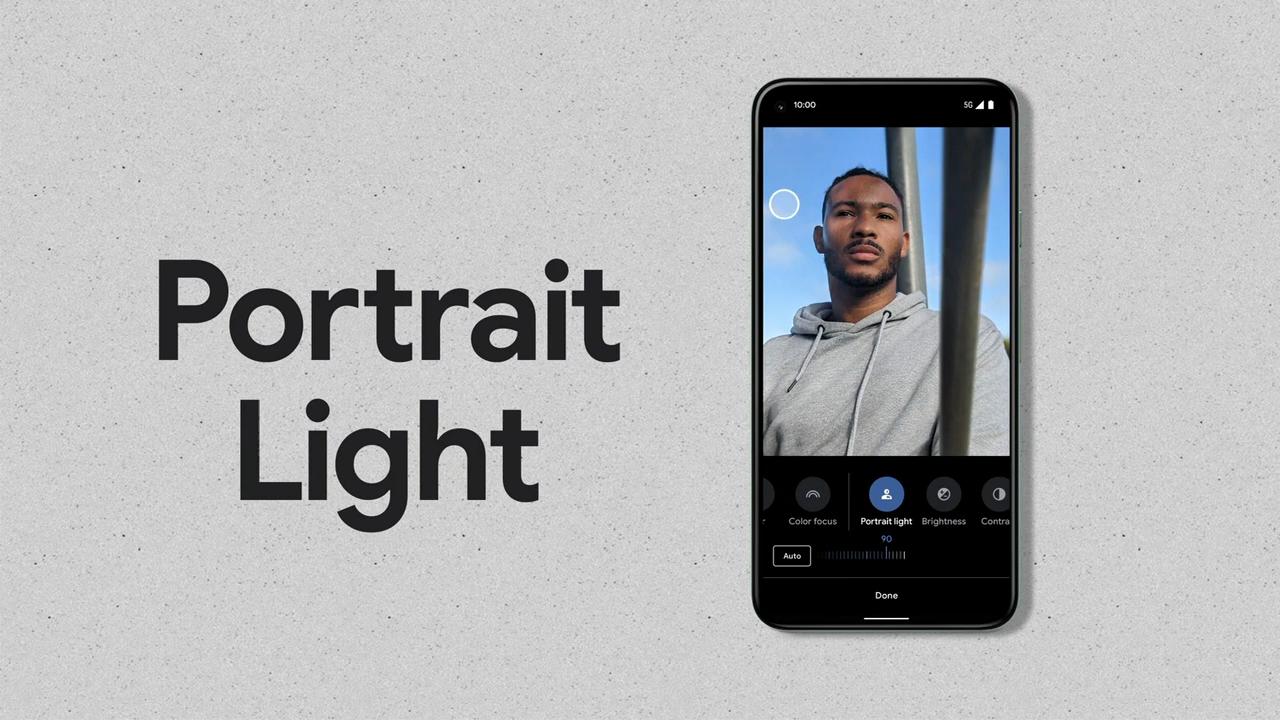 Portrait
Light
10:00
5G
Color focus
Portrait light
Brightness
Contra
90
Auto
Done